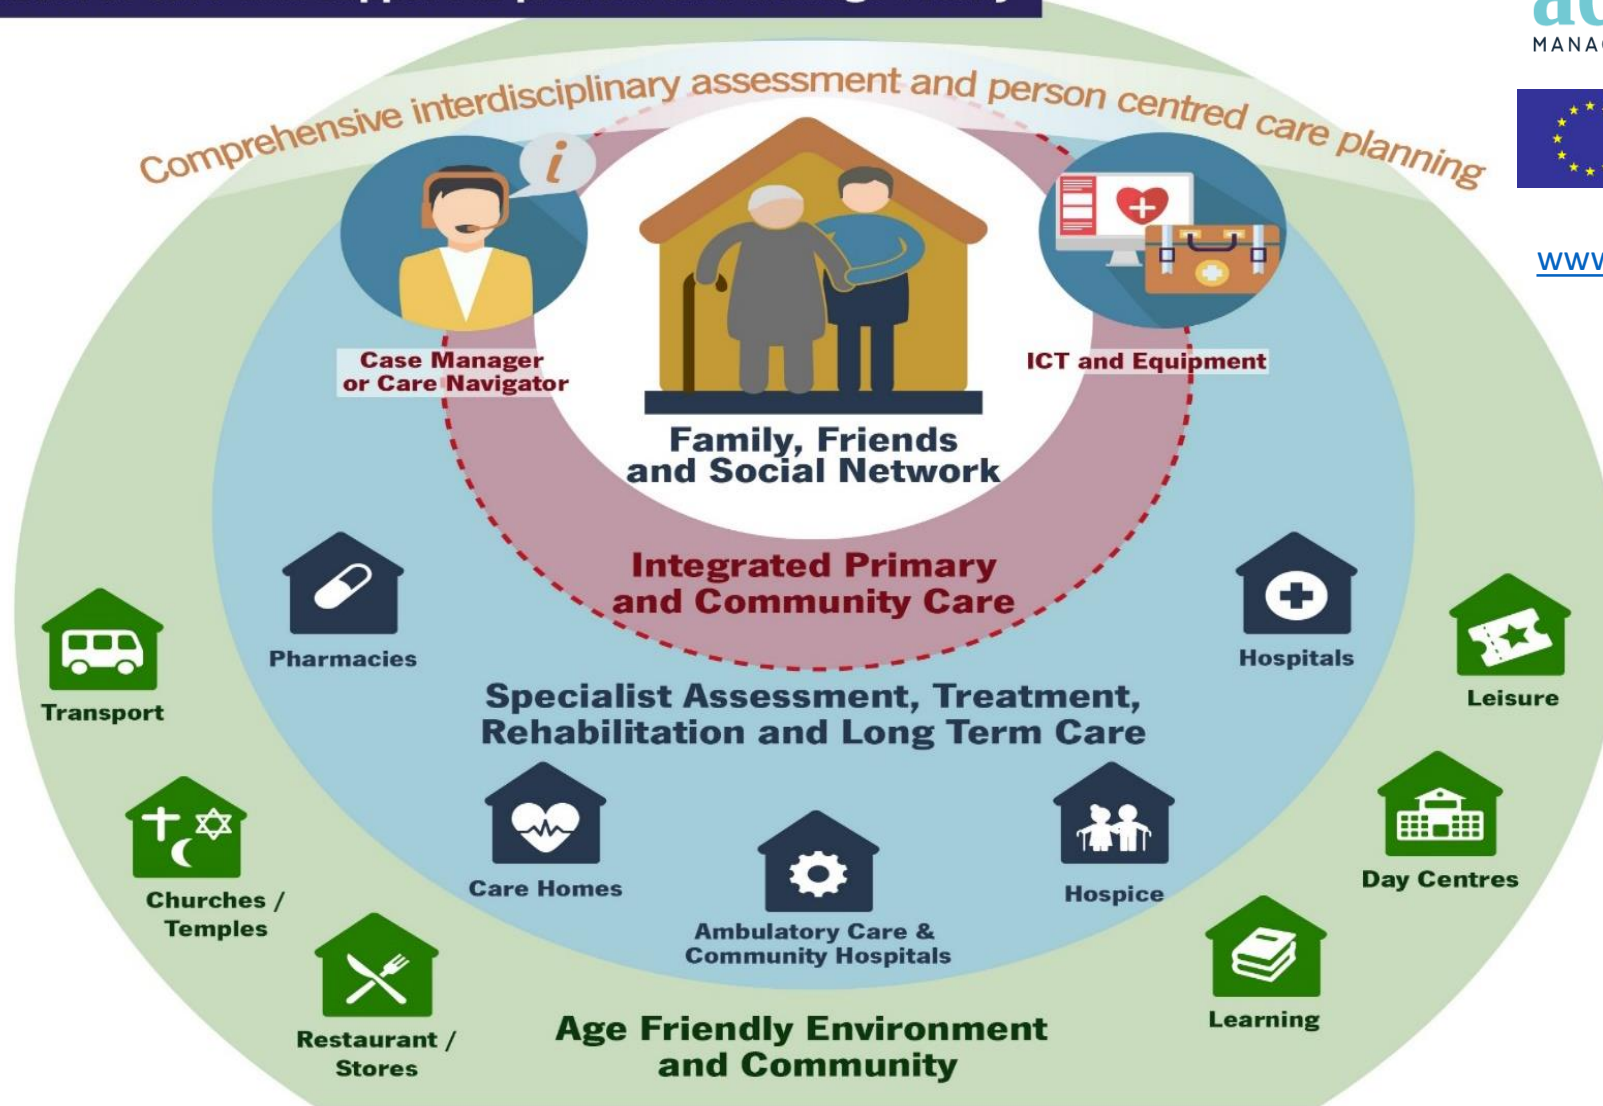 MANA
Comprehensive interdisciplinary assessment and person centred care planning
i
www
Case Manager
or Care Navigator
ICT and Equipment
Family, Friends
and Social Network
Integrated Primary
and Community Care
Pharmacies
Hospitals
Transport
Leisure
Specialist Assessment, Treatment,
Rehabilitation and Long Term Care
Churches /
Temples
Care Homes
Ambulatory Care &
Community Hospitals
Hospice
Day Centres
Restaurant /
Stores
Learning
Age Friendly Environment
and Community